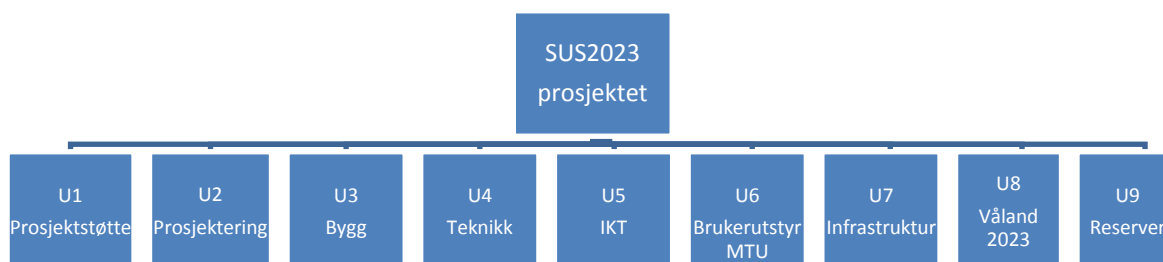 SUS2023
prosjektet
U1
Prosjektstøtte
U2
Prosjektering
U3
Bygg
U4
Teknikk
U5
IKT
U6
Brukerutstyr
MTU
U7
Infrastruktur
U8
Våland
2023
U9
Reserver